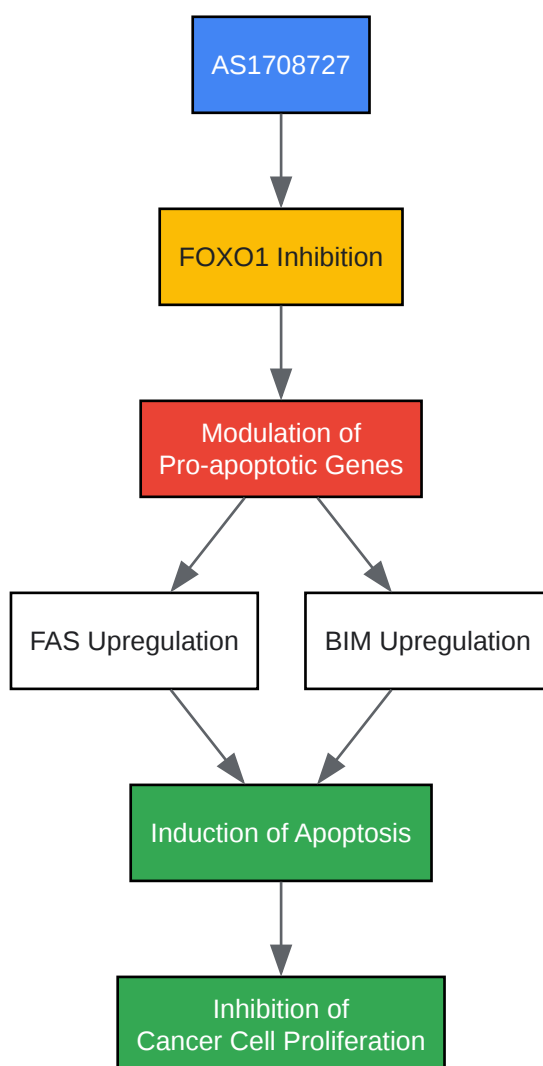 AS1708727
FOXO1 Inhibition
Modulation of
Pro-apoptotic Genes
FAS Upregulation
BIM Upregulation
Induction of Apoptosis
Inhibition of
Cancer Cell Proliferation